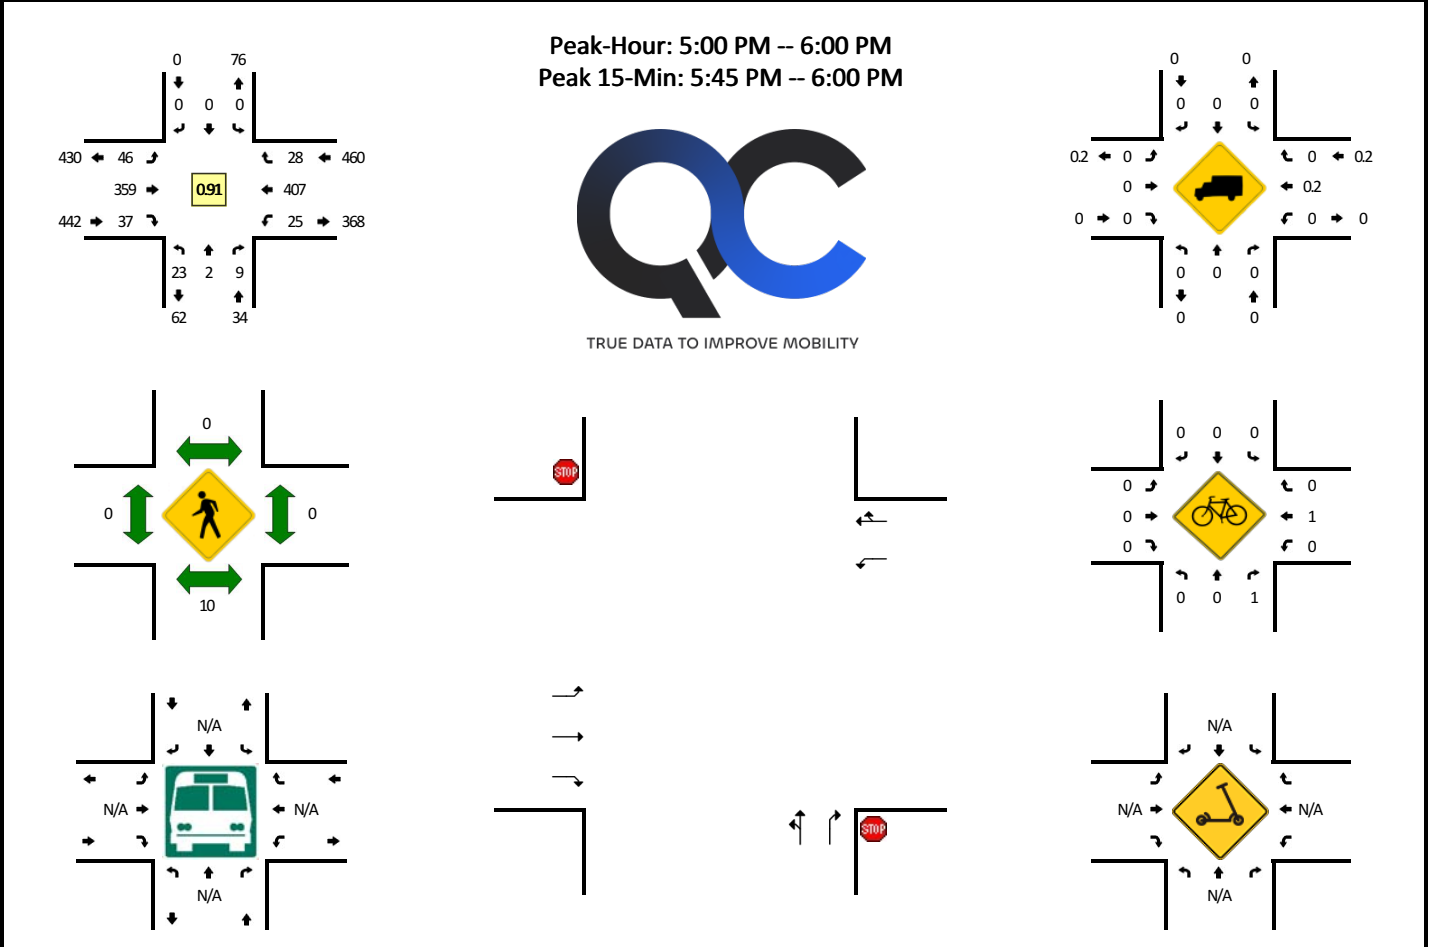 Peak-Hour: 5:00 PM -- 6:00 PM
Peak 15-Min: 5:45 PM -- 6:00 PM
0 76
0 0 0
430 46 28 460
359 0.91 407
442 37 25 368
23 2 9
62 34
QC
TRUE DATA TO IMPROVE MOBILITY
0 0
0 0 0
0.2 0 0 0.2
0 0.2
0 0 0 0
0 0 0
0 0
0
0 0
10
STOP
STOP
0 0 0
0 0
0 1
0 0
0 0 1
N/A
N/A N/A
N/A
N/A
N/A N/A
N/A